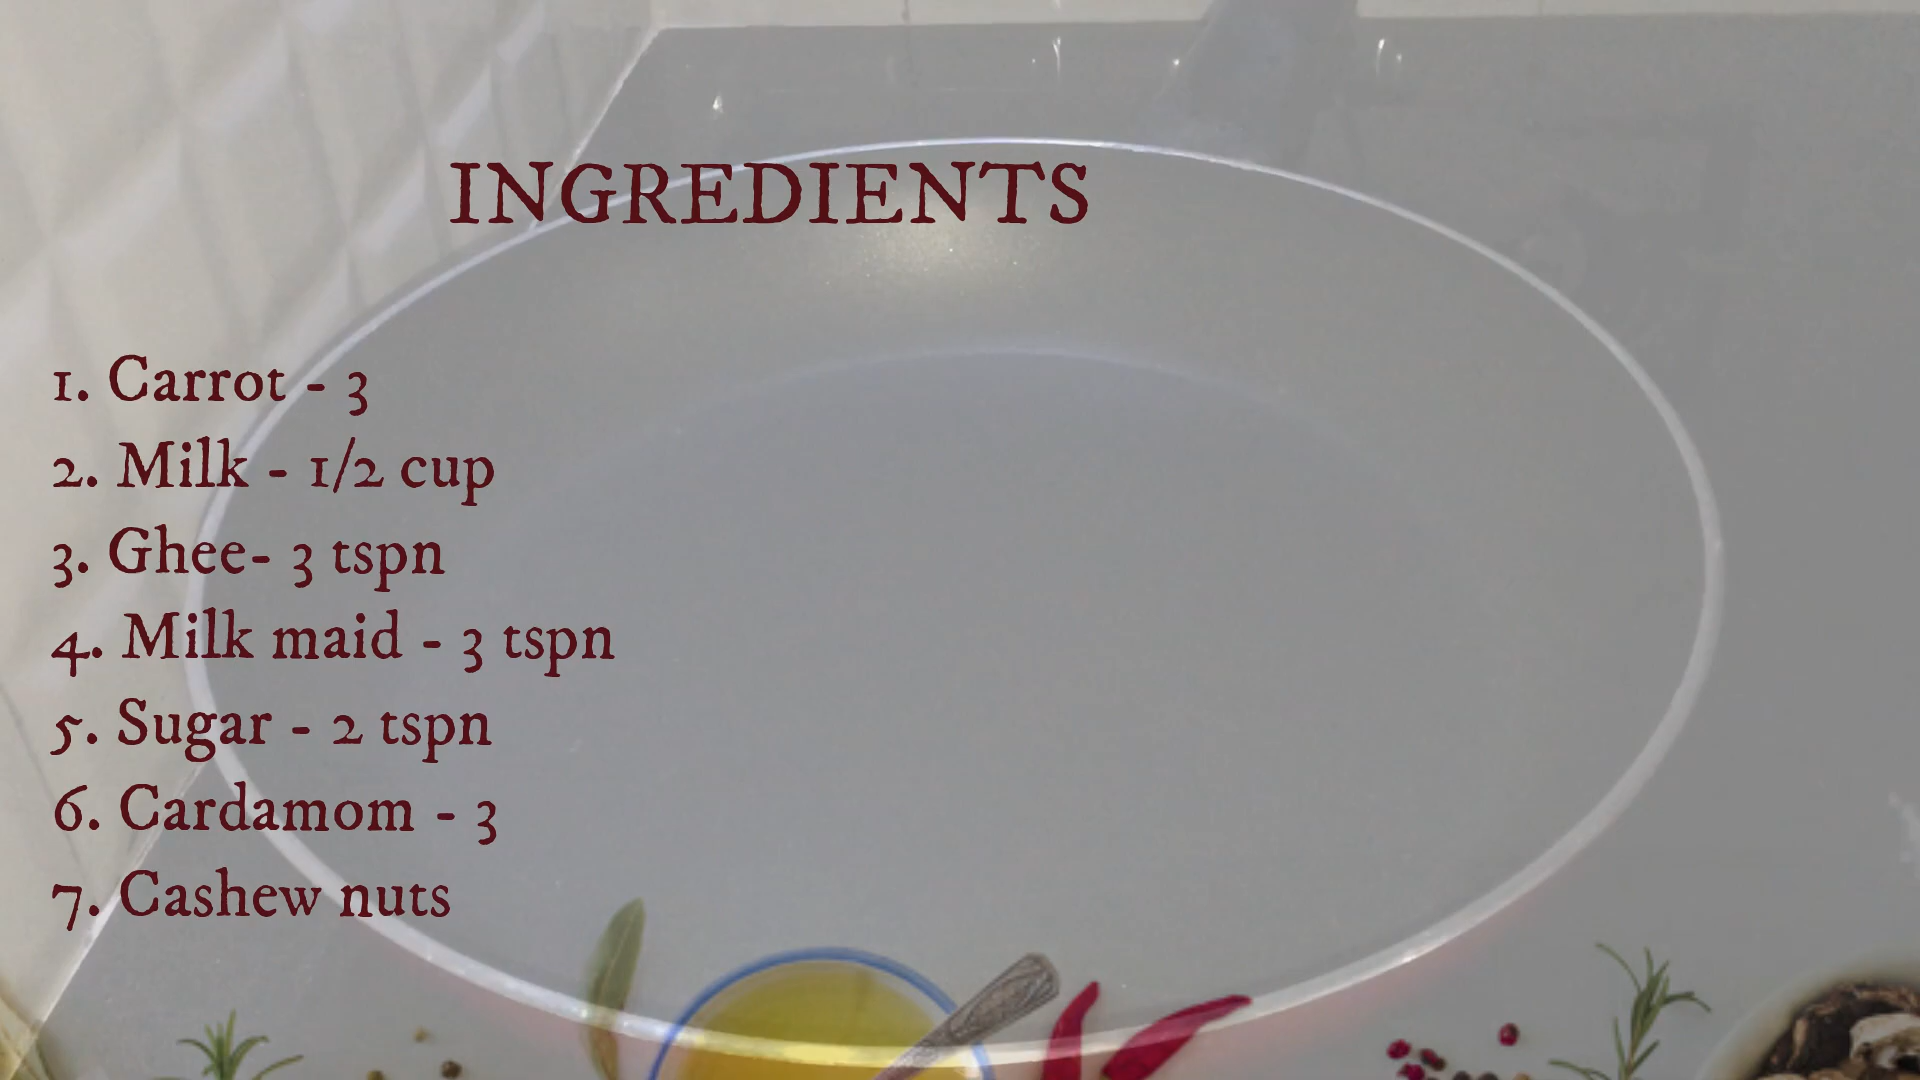 INGREDIENTS
1. Carrot - 3
2. Milk - 1/2 cup
3. Ghee- 3 tspn
4. Milk maid - 3 tspn
5. Sugar - 2 tspn
6. Cardamom - 3
7. Cashew nuts